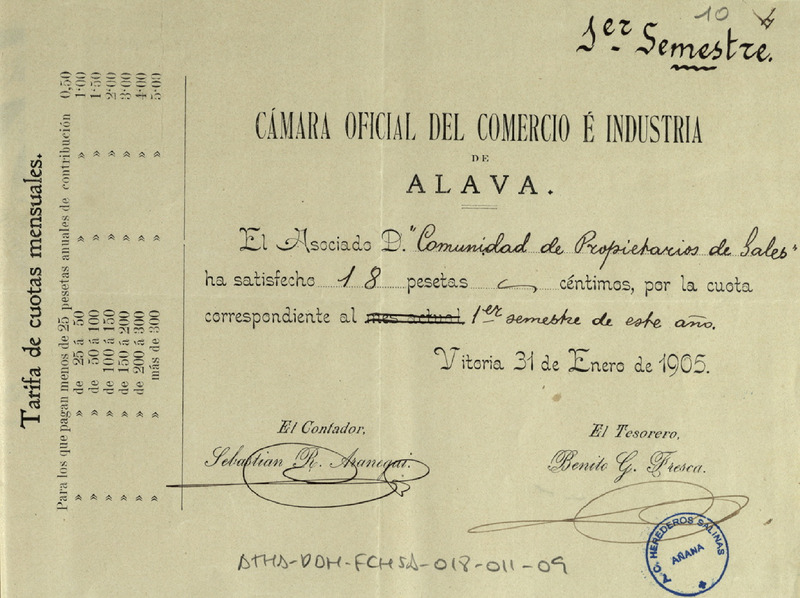 10
1er Semestre.
CÁMARA OFICIAL DEL COMERCIO É INDUSTRIA
DE
ALAVA.
El Asociado D. "Comunidad de Propietarios de Sales"
ha satisfecho 18 pesetas céntimos, por la cuota
correspondiente al mes actual 1er semestre de este año.
Vitoria 31 de Enero de 1905.
El Contador,
Sebastian R. Aranegui.
El Tesorero,
Benito G. Fresca.
Tarifa de cuotas mensuales.
Para los que pagan menos de 25 pesetas anuales de contribución 0,50
» de 25 á 50 » » 1'00
» de 50 á 100 » » 1'50
» de 100 á 150 » » 2'00
» de 150 á 200 » » 3'00
» de 200 á 300 » » 4'00
» más de 300 » » 5'00
HEREDEROS SALINAS
AÑANA
ATHA-DOH-FCHSA-018-011-09